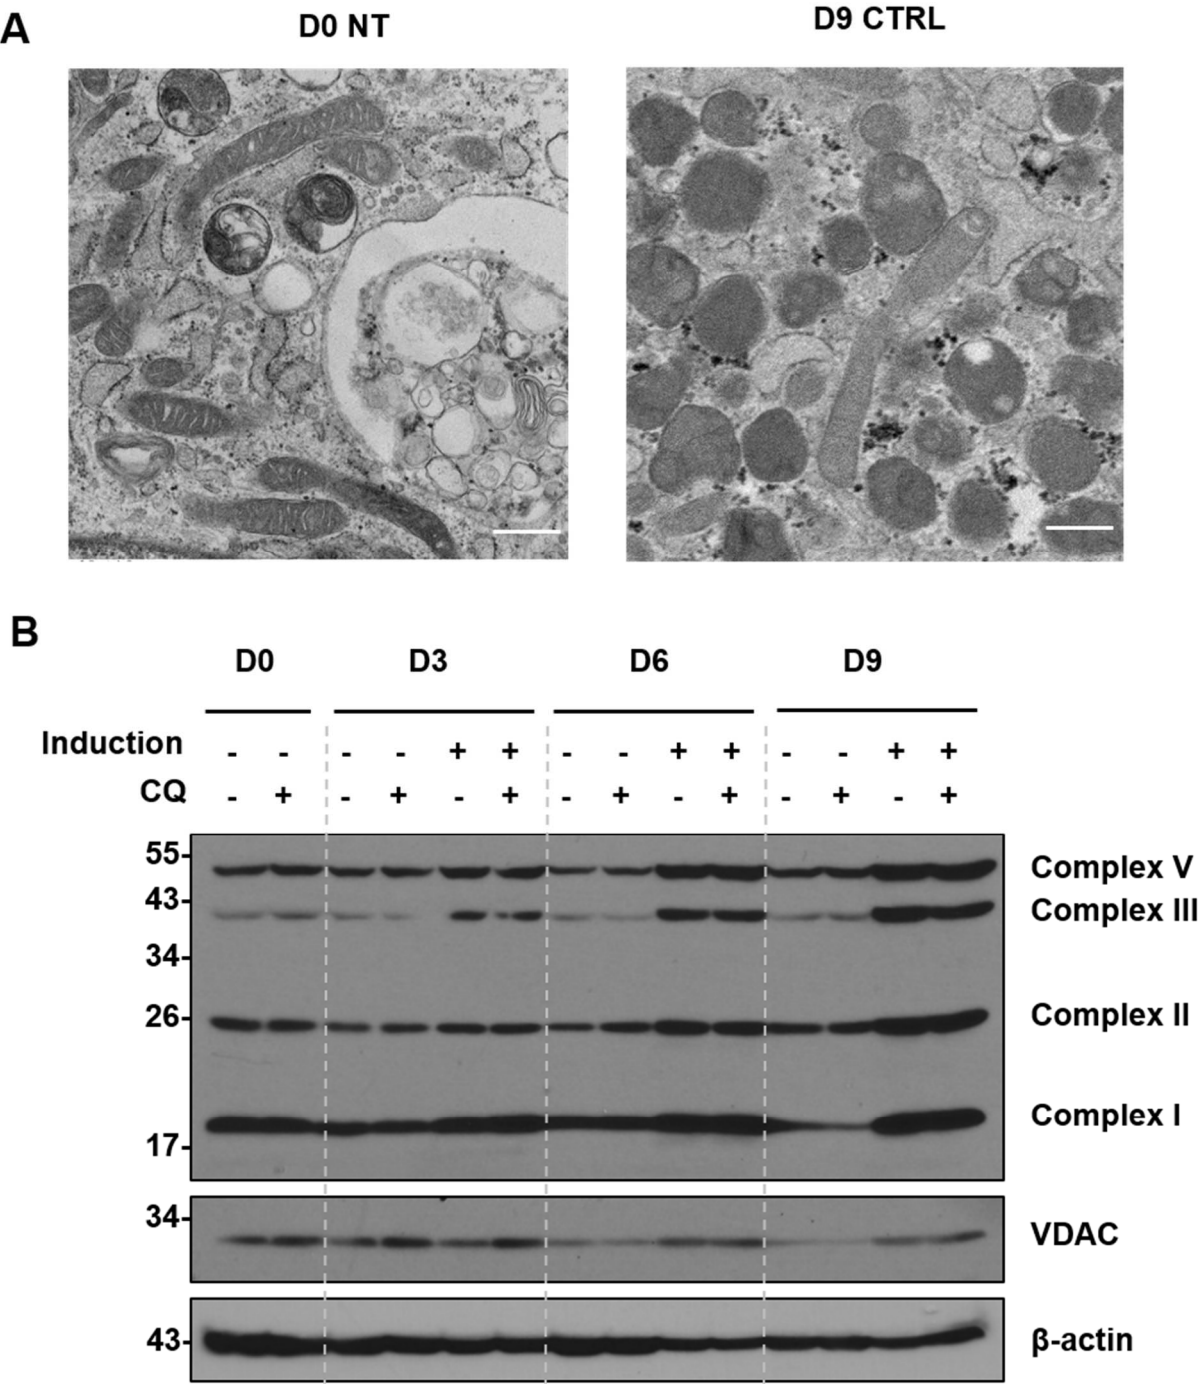 A
D0 NT
D9 CTRL
B
D0 D3 D6 D9
Induction - - - - + + - - + + - - + +
CQ - + - + - + - + - + - + - +
55- Complex V
43- Complex III
34-
26- Complex II
17- Complex I
34- VDAC
43- β-actin